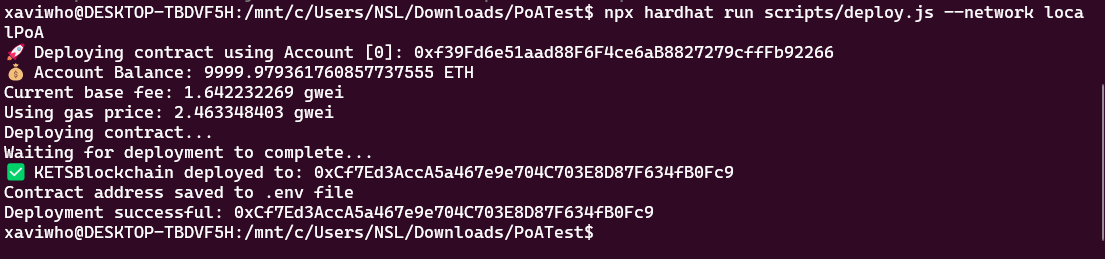 xaviwho@DESKTOP-TBDVF5H:/mnt/c/Users/NSL/Downloads/PoATest$ npx hardhat run scripts/deploy.js --network loca
lPoA
🚀 Deploying contract using Account [0]: 0xf39Fd6e51aad88F6F4ce6aB8827279cffFb92266
💰 Account Balance: 9999.979361760857737555 ETH
Current base fee: 1.642232269 gwei
Using gas price: 2.463348403 gwei
Deploying contract...
Waiting for deployment to complete...
✅ KETSBlockchain deployed to: 0xCf7Ed3AccA5a467e9e704C703E8D87F634fB0Fc9
Contract address saved to .env file
Deployment successful: 0xCf7Ed3AccA5a467e9e704C703E8D87F634fB0Fc9
xaviwho@DESKTOP-TBDVF5H:/mnt/c/Users/NSL/Downloads/PoATest$